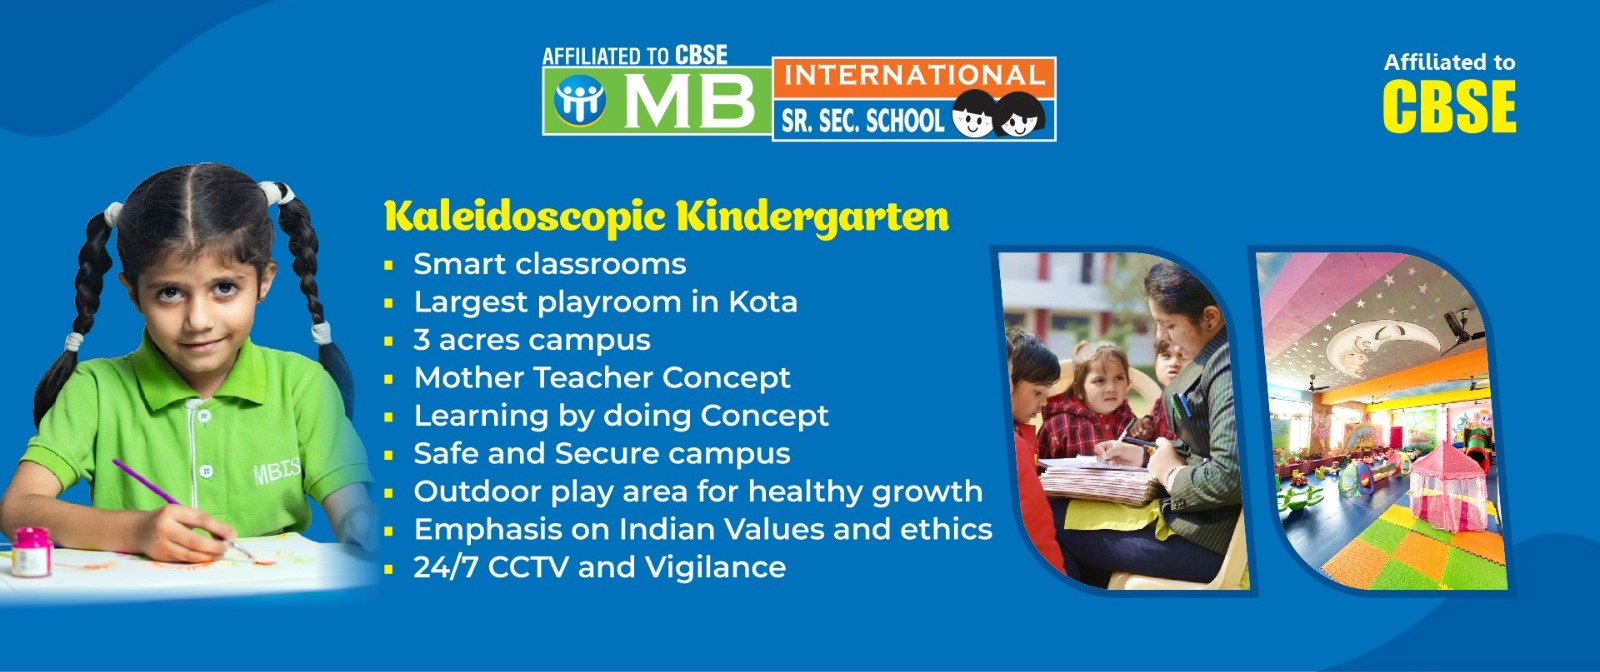 AFFILIATED TO CBSE
MB
INTERNATIONAL
SR. SEC. SCHOOL
Affiliated to
CBSE
Kaleidoscopic Kindergarten
Smart classrooms
Largest playroom in Kota
3 acres campus
Mother Teacher Concept
Learning by doing Concept
Safe and Secure campus
Outdoor play area for healthy growth
Emphasis on Indian Values and ethics
24/7 CCTV and Vigilance
MBIS